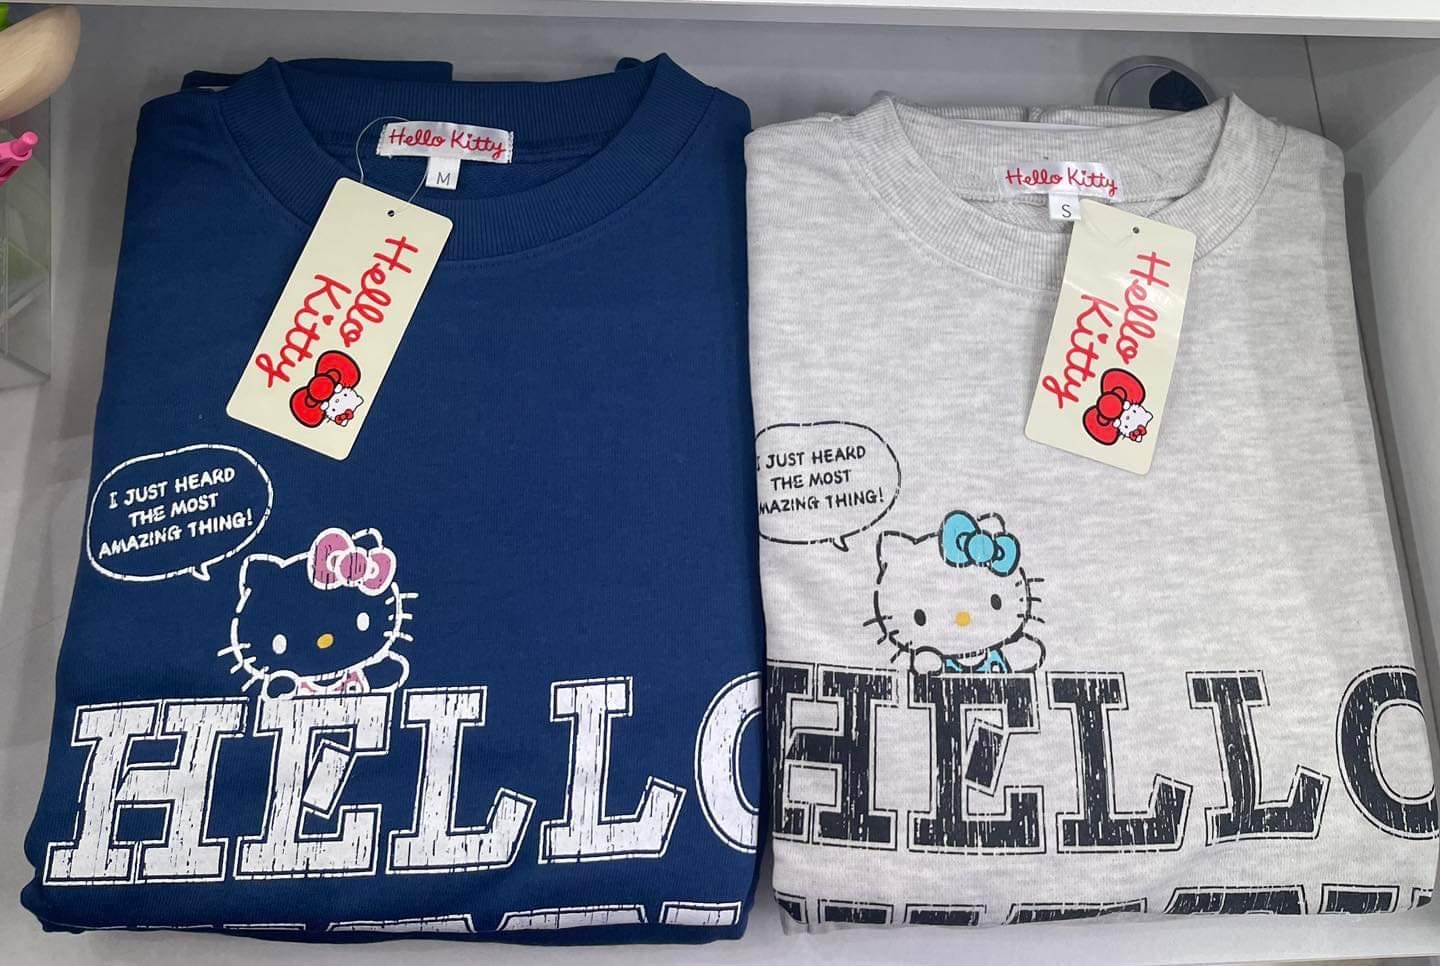 Hello Kitty
M
Hello
Kitty
I JUST HEARD
THE MOST
AMAZING THING!
HELLO
Hello Kitty
S
Hello
Kitty
I JUST HEARD
THE MOST
MAZING THING!
HELLO